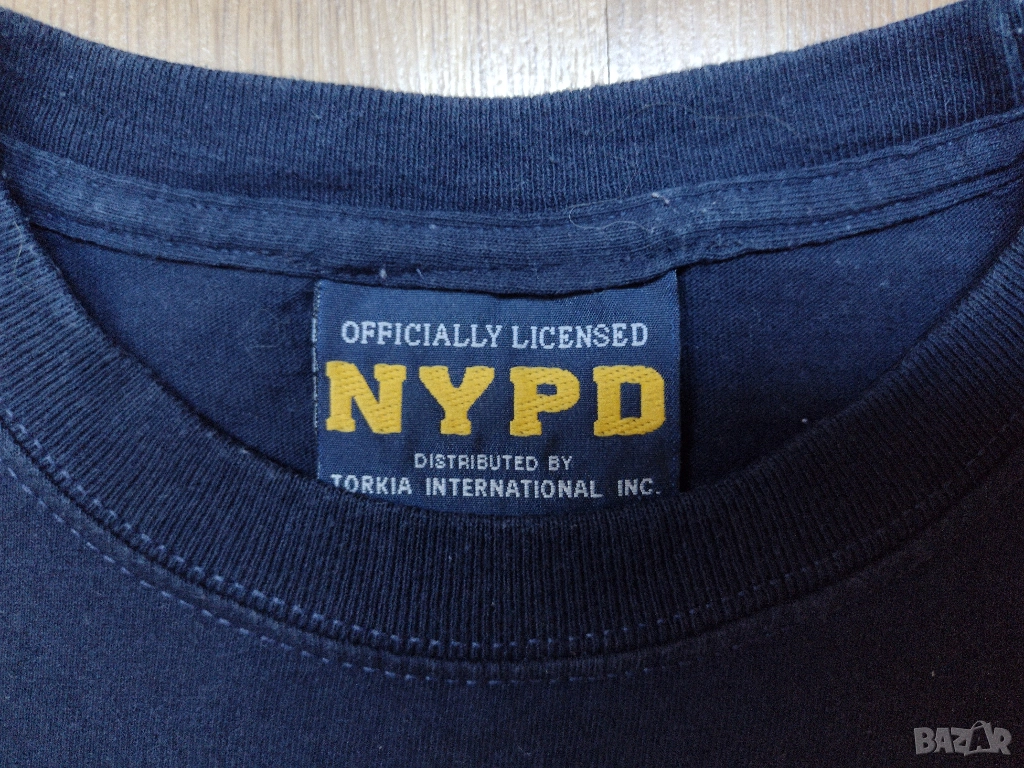 OFFICIALLY LICENSED
NYPD
DISTRIBUTED BY
TORKIA INTERNATIONAL INC.
BAZAR